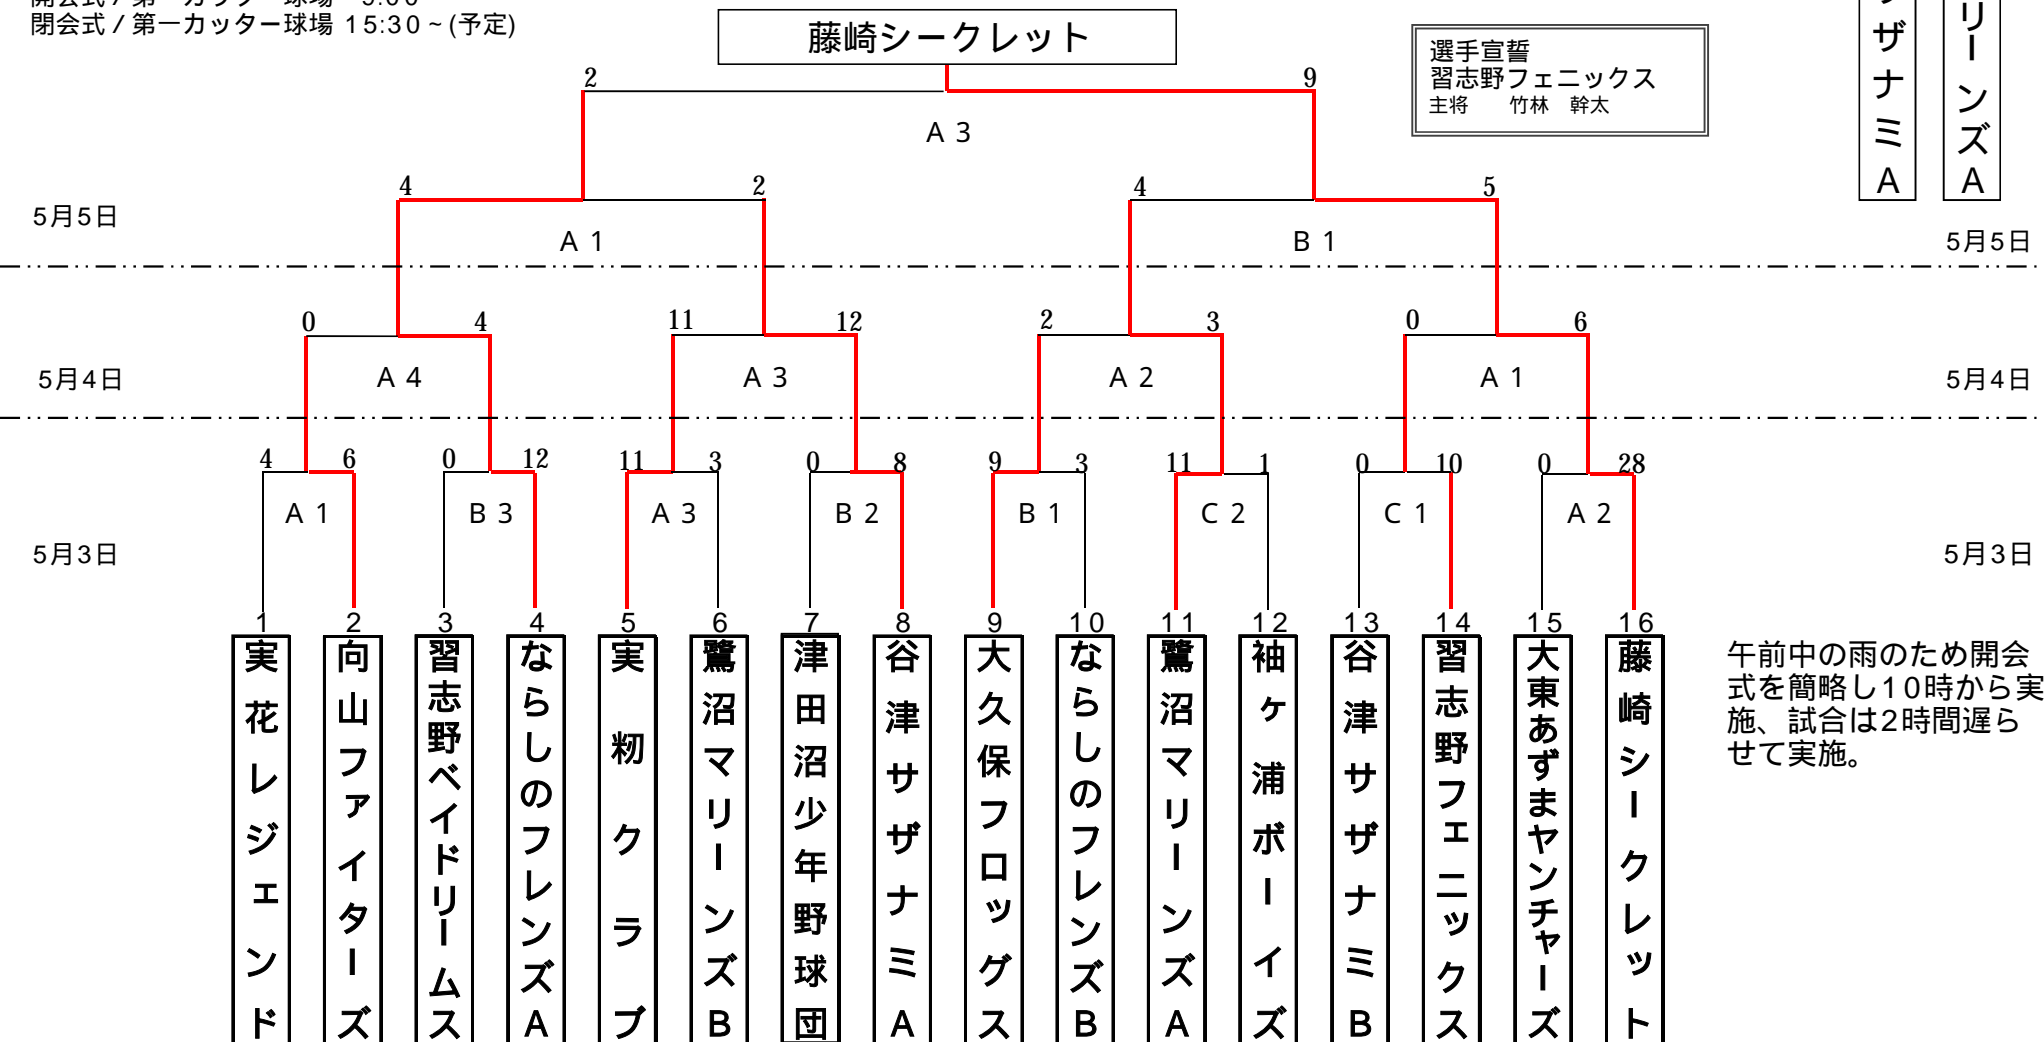 閉会式 / 第一カッター球場 15:30 ~ (予定)
藤崎シークレット
選手宣誓
習志野フェニックス
主将　竹林　幹太
ザナミA
リーンズA
2 9
A 3
4 2 4 5
5月5日
A 1 B 1
5月5日
0 4 11 12 2 3 0 6
5月4日
A 4 A 3 A 2 A 1
5月4日
4 6 0 12 11 3 0 8 9 3 11 1 0 10 0 28
A 1 B 3 A 3 B 2 B 1 C 2 C 1 A 2
5月3日
5月3日
1 2 3 4 5 6 7 8 9 10 11 12 13 14 15 16
実花レジェンド
向山ファイターズ
習志野ベイドリームス
ならしのフレンズA
実籾クラブ
鷺沼マリーンズB
津田沼少年野球団
谷津サザナミA
大久保フロッグス
ならしのフレンズB
鷺沼マリーンズA
袖ヶ浦ボーイズ
谷津サザナミB
習志野フェニックス
大東あずまヤンチャーズ
藤崎シークレット
午前中の雨のため開会
式を簡略し10時から実
施、試合は2時間遅ら
せて実施。